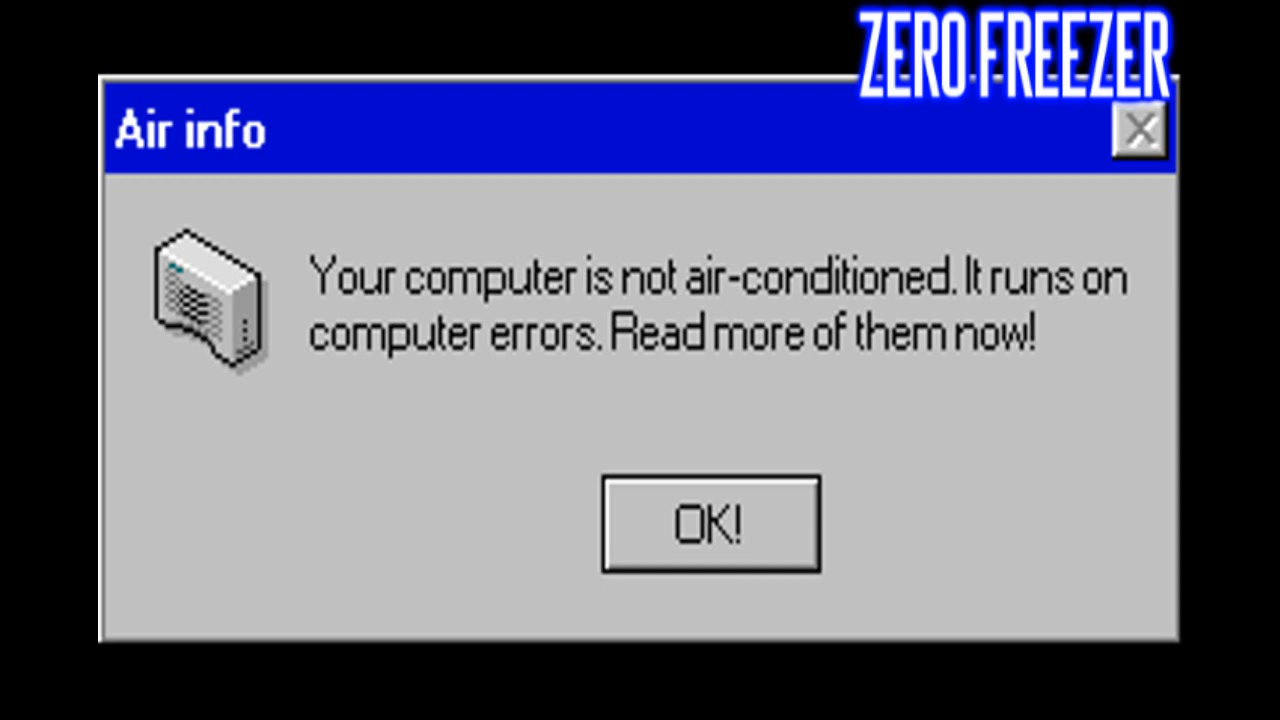 ZERO FREEZER
Air info
Your computer is not air-conditioned. It runs on
computer errors. Read more of them now!
OK!